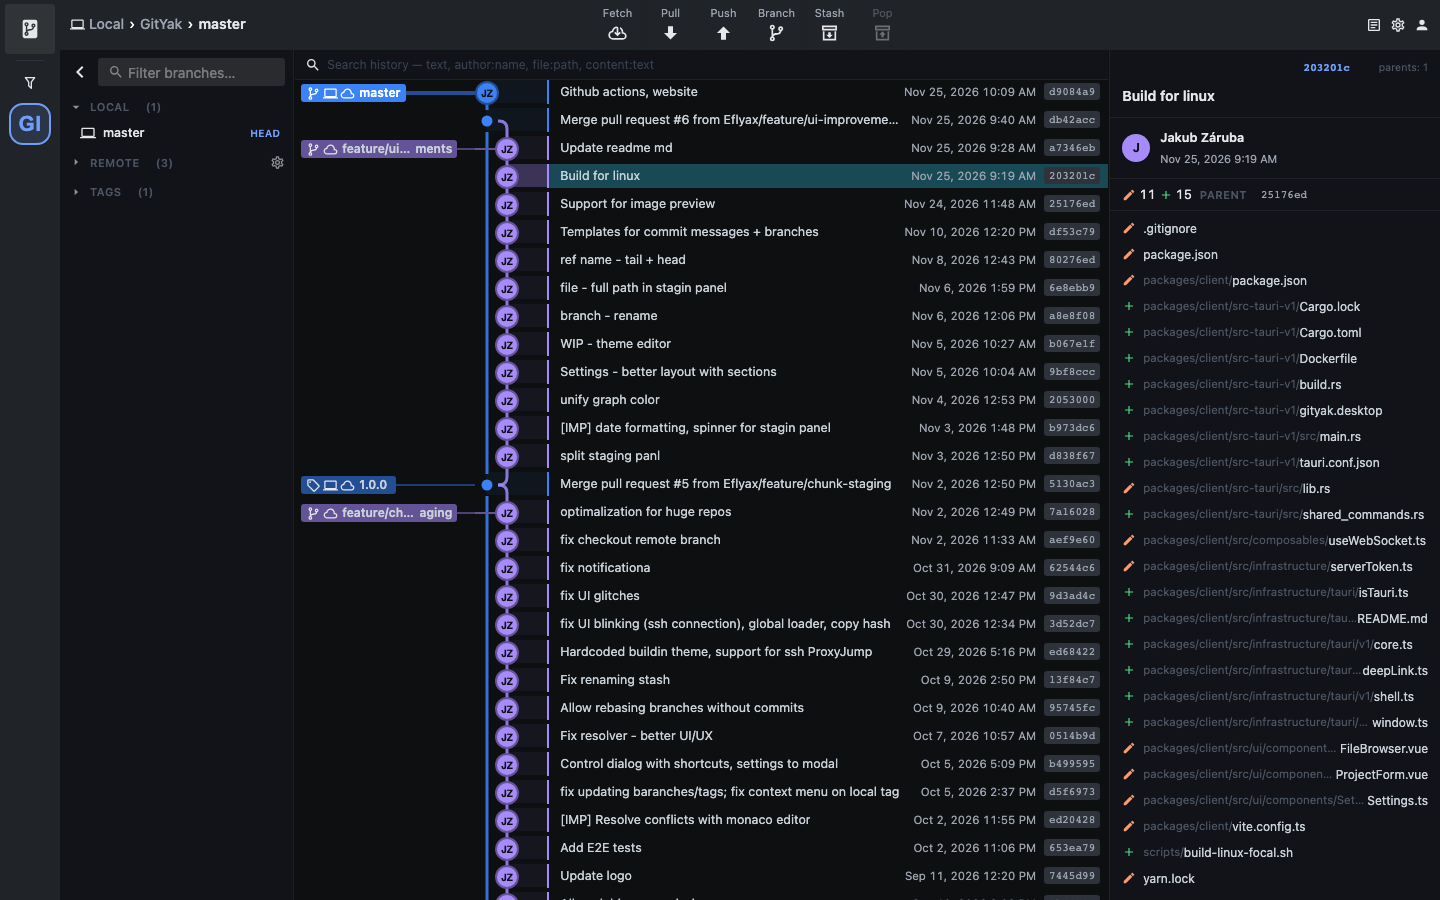 Local › GitYak › master
Fetch
Pull
Push
Branch
Stash
Pop
GI
Filter branches...
LOCAL (1)
master HEAD
REMOTE (3)
TAGS (1)
Search history — text, author:name, file:path, content:text
master JZ Github actions, website Nov 25, 2026 10:09 AM d9084a9
Merge pull request #6 from Eflyax/feature/ui-improveme... Nov 25, 2026 9:40 AM db42acc
feature/ui... ments JZ Update readme md Nov 25, 2026 9:28 AM a7346eb
JZ Build for linux Nov 25, 2026 9:19 AM 203201c
JZ Support for image preview Nov 24, 2026 11:48 AM 25176ed
JZ Templates for commit messages + branches Nov 10, 2026 12:20 PM df53c79
JZ ref name - tail + head Nov 8, 2026 12:43 PM 80276ed
JZ file - full path in stagin panel Nov 6, 2026 1:59 PM 6e8ebb9
JZ branch - rename Nov 6, 2026 12:06 PM a8e8f08
JZ WIP - theme editor Nov 5, 2026 10:27 AM b067e1f
JZ Settings - better layout with sections Nov 5, 2026 10:04 AM 9bf8ccc
JZ unify graph color Nov 4, 2026 12:53 PM 2053000
JZ [IMP] date formatting, spinner for stagin panel Nov 3, 2026 1:48 PM b973dc6
JZ split staging panl Nov 3, 2026 12:50 PM d838f67
1.0.0 Merge pull request #5 from Eflyax/feature/chunk-staging Nov 2, 2026 12:50 PM 5130ac3
feature/ch... aging JZ optimalization for huge repos Nov 2, 2026 12:49 PM 7a16028
JZ fix checkout remote branch Nov 2, 2026 11:33 AM aef9e60
JZ fix notificationa Oct 31, 2026 9:09 AM 62544c6
JZ fix UI glitches Oct 30, 2026 12:47 PM 9d3ad4c
JZ fix UI blinking (ssh connection), global loader, copy hash Oct 30, 2026 12:34 PM 3d52dc7
JZ Hardcoded buildin theme, support for ssh ProxyJump Oct 29, 2026 5:16 PM ed68422
JZ Fix renaming stash Oct 9, 2026 2:50 PM 13f84c7
JZ Allow rebasing branches without commits Oct 9, 2026 10:40 AM 95745fc
JZ Fix resolver - better UI/UX Oct 7, 2026 10:57 AM 0514b9d
JZ Control dialog with shortcuts, settings to modal Oct 5, 2026 5:09 PM b499595
JZ fix updating baranches/tags; fix context menu on local tag Oct 5, 2026 2:37 PM d5f6973
JZ [IMP] Resolve conflicts with monaco editor Oct 2, 2026 11:55 PM ed20428
JZ Add E2E tests Oct 2, 2026 11:06 PM 653ea79
JZ Update logo Sep 11, 2026 12:20 PM 7445d99
203201c parents: 1
Build for linux
J
Jakub Záruba
Nov 25, 2026 9:19 AM
11 + 15 PARENT 25176ed
.gitignore
package.json
packages/client/package.json
+ packages/client/src-tauri-v1/Cargo.lock
+ packages/client/src-tauri-v1/Cargo.toml
+ packages/client/src-tauri-v1/Dockerfile
+ packages/client/src-tauri-v1/build.rs
+ packages/client/src-tauri-v1/gityak.desktop
+ packages/client/src-tauri-v1/src/main.rs
+ packages/client/src-tauri-v1/tauri.conf.json
packages/client/src-tauri/src/lib.rs
+ packages/client/src-tauri/src/shared_commands.rs
packages/client/src/composables/useWebSocket.ts
packages/client/src/infrastructure/serverToken.ts
+ packages/client/src/infrastructure/tauri/isTauri.ts
+ packages/client/src/infrastructure/tau... README.md
+ packages/client/src/infrastructure/tauri/v1/core.ts
+ packages/client/src/infrastructure/taur... deepLink.ts
+ packages/client/src/infrastructure/tauri/v1/shell.ts
+ packages/client/src/infrastructure/tauri/... window.ts
packages/client/src/ui/component... FileBrowser.vue
packages/client/src/ui/componen... ProjectForm.vue
packages/client/src/ui/components/Set... Settings.ts
packages/client/vite.config.ts
+ scripts/build-linux-focal.sh
yarn.lock